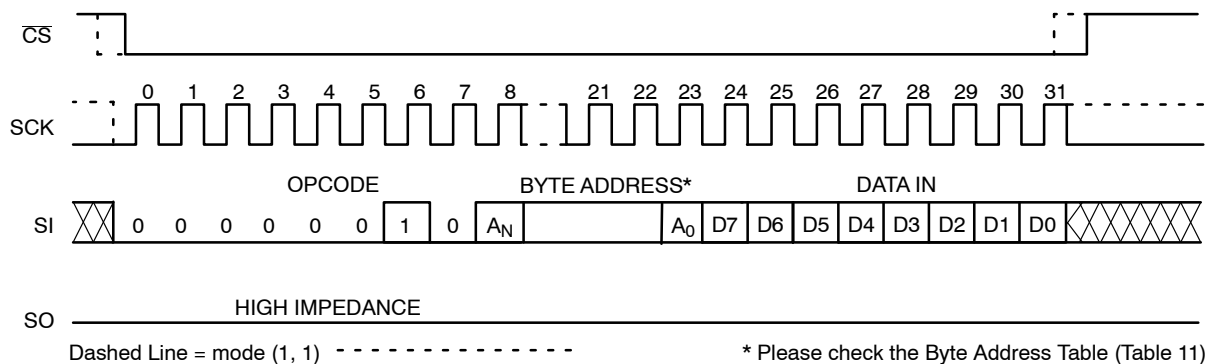 CS
0 1 2 3 4 5 6 7 8 21 22 23 24 25 26 27 28 29 30 31
SCK
OPCODE BYTE ADDRESS* DATA IN
SI 0 0 0 0 0 0 1 0 AN A0 D7 D6 D5 D4 D3 D2 D1 D0
HIGH IMPEDANCE
SO
Dashed Line = mode (1, 1) * Please check the Byte Address Table (Table 11)